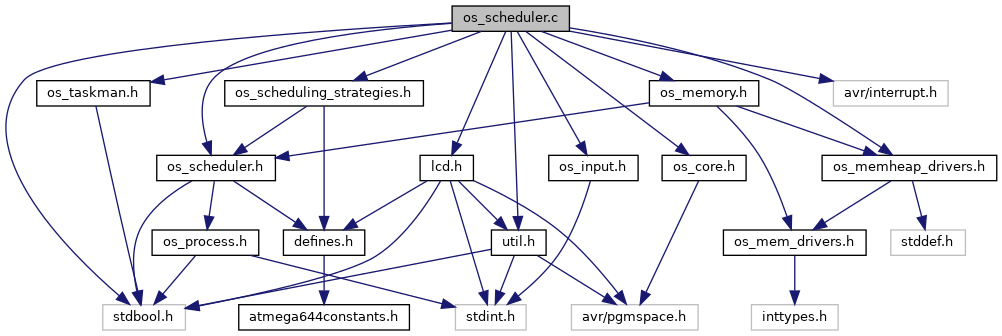 os_scheduler.c
os_taskman.h
os_scheduling_strategies.h
os_memory.h
avr/interrupt.h
os_scheduler.h
lcd.h
os_input.h
os_core.h
os_memheap_drivers.h
os_process.h
defines.h
util.h
os_mem_drivers.h
stddef.h
stdbool.h
atmega644constants.h
stdint.h
avr/pgmspace.h
inttypes.h